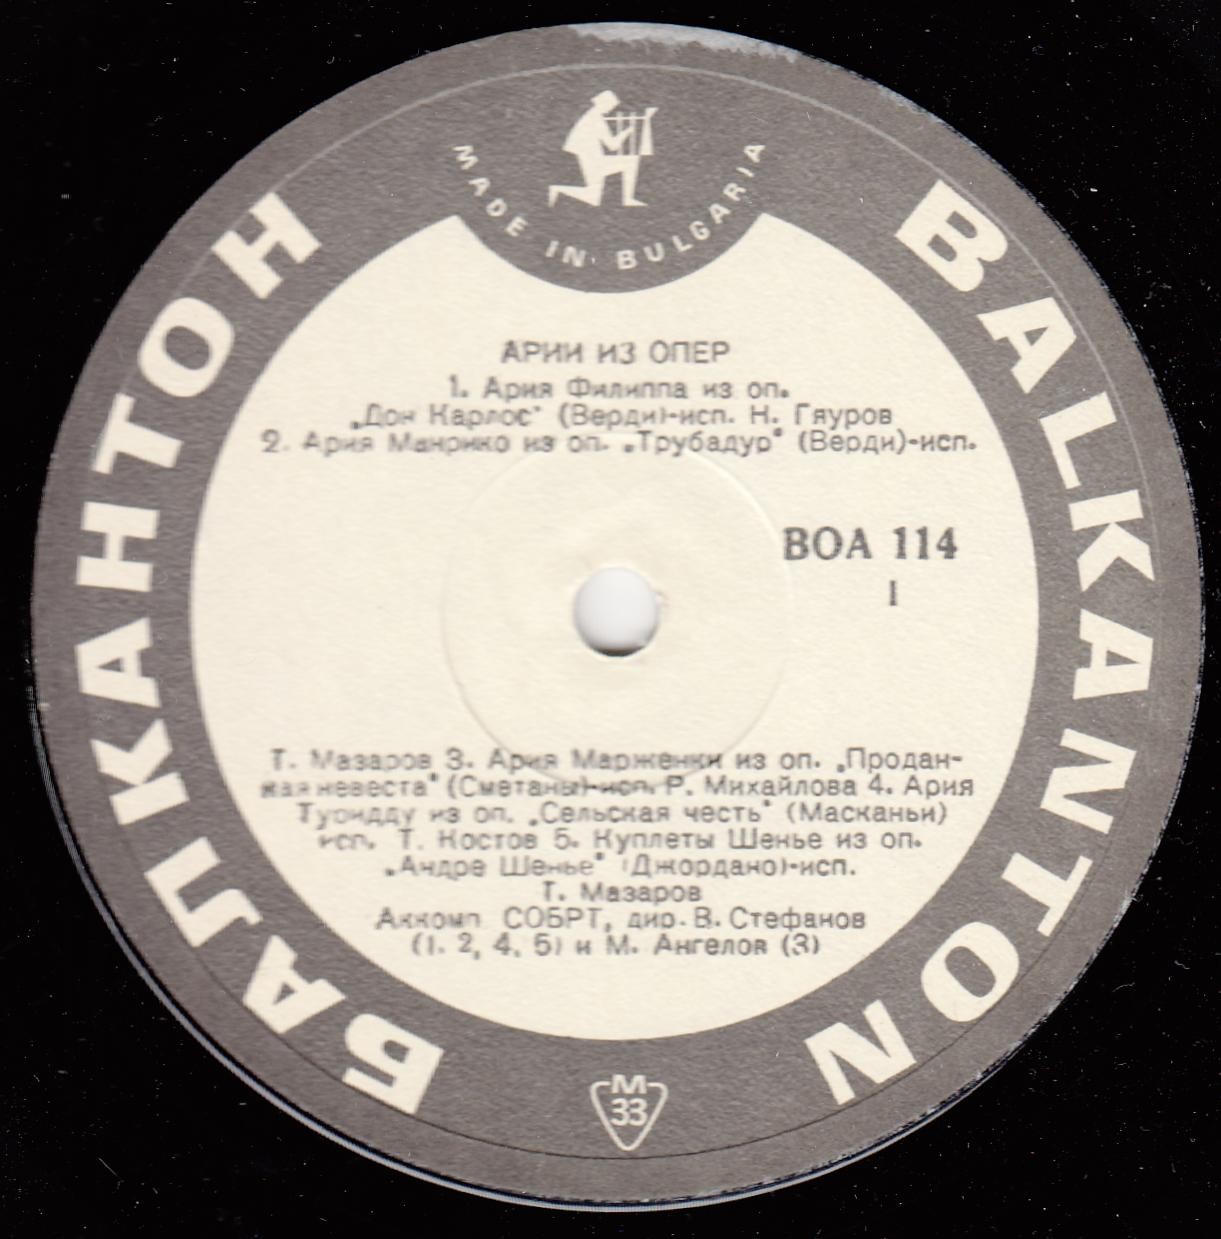 MADE IN BULGARIA
БАЛКАНТОН
BALKANTON
АРИИ ИЗ ОПЕР
1. Ария Филиппа из оп.
„Дон Карлос“ (Верди)-исп. Н. Гяуров
2. Ария Манрико из оп. „Трубадур“ (Верди)-исп.
ВОА 114
I
Т. Мазаров 3. Ария Марженки из оп. „Продан-
ная невеста“ (Сметаны)-исп. Р. Михайлова 4. Ария
Туридду из оп. „Сельская честь“ (Масканьи)
исп. Т. Костов 5. Куплеты Шенье из оп.
„Андре Шенье“ (Джордано)-исп.
Т. Мазаров
Аккомп. СОБРТ, дир. В. Стефанов
(1. 2, 4, 5) и М. Ангелов (3)
М
33